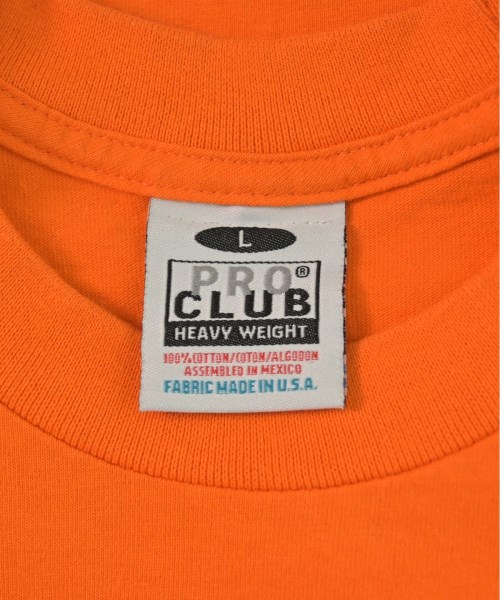 L
PRO®
CLUB
HEAVY WEIGHT
100% COTTON/COTON/ALGODON
ASSEMBLED IN MEXICO
FABRIC MADE IN U.S.A.